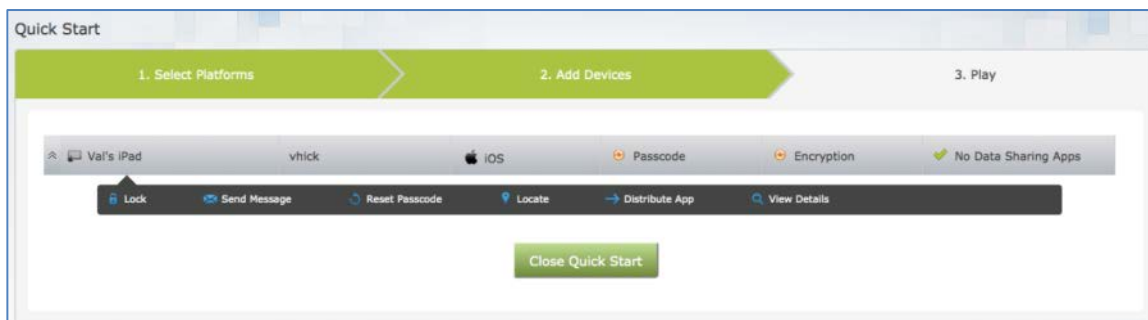 Quick Start
1. Select Platforms 2. Add Devices 3. Play
Val's iPad vhick iOS Passcode Encryption No Data Sharing Apps
Lock Send Message Reset Passcode Locate Distribute App View Details
Close Quick Start